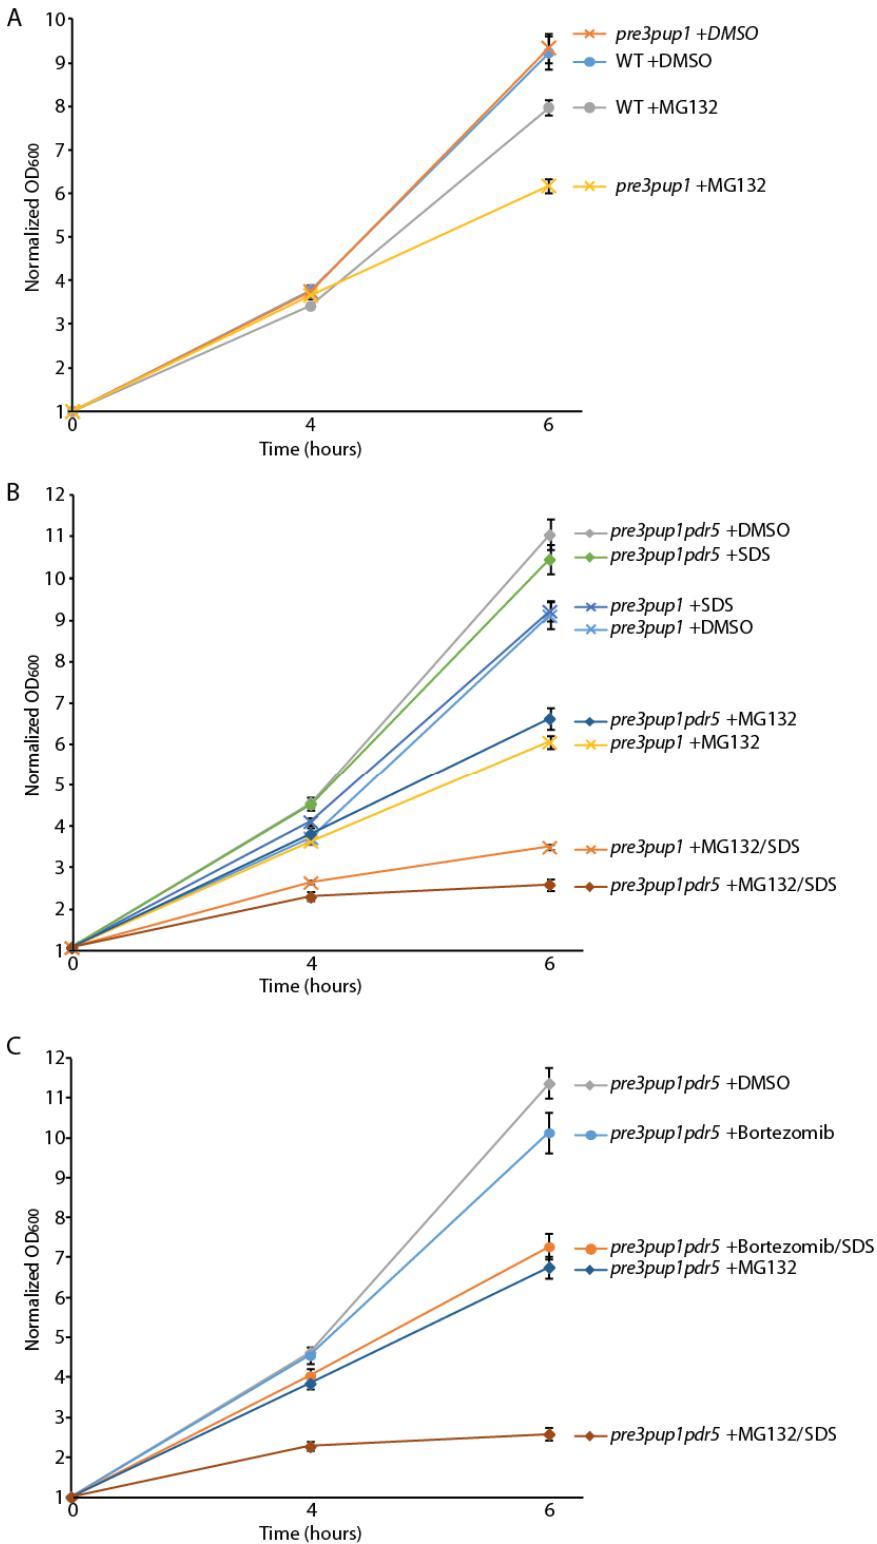 A
10
9
8
7
6
5
4
3
2
1
Normalized OD600
0
4
6
Time (hours)
pre3pup1 +DMSO
WT +DMSO
WT +MG132
pre3pup1 +MG132
B
12
11
10
9
8
7
6
5
4
3
2
1
Normalized OD600
0
4
6
Time (hours)
pre3pup1pdr5 +DMSO
pre3pup1pdr5 +SDS
pre3pup1 +SDS
pre3pup1 +DMSO
pre3pup1pdr5 +MG132
pre3pup1 +MG132
pre3pup1 +MG132/SDS
pre3pup1pdr5 +MG132/SDS
C
12
11
10
9
8
7
6
5
4
3
2
1
Normalized OD600
0
4
6
Time (hours)
pre3pup1pdr5 +DMSO
pre3pup1pdr5 +Bortezomib
pre3pup1pdr5 +Bortezomib/SDS
pre3pup1pdr5 +MG132
pre3pup1pdr5 +MG132/SDS